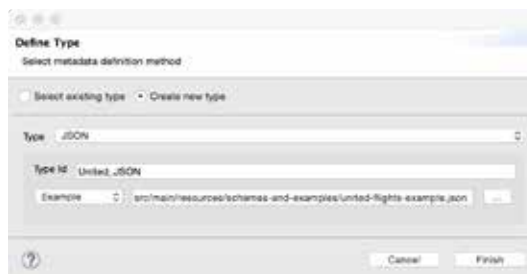 Define Type
Select metadata definition method
Select existing type Create new type
Type JSON
Type Id United_JSON
Example src/main/resources/schemas-and-examples/united-flights-example.json ...
? Cancel Finish